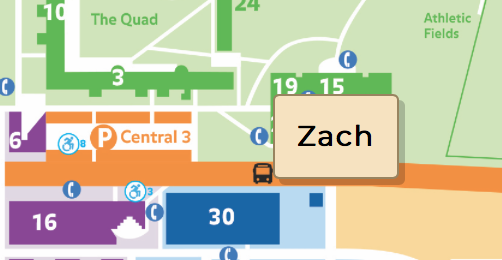 10
The Quad
24
Athletic
Fields
3
19
15
6
8
P Central 3
Zach
3
16
30